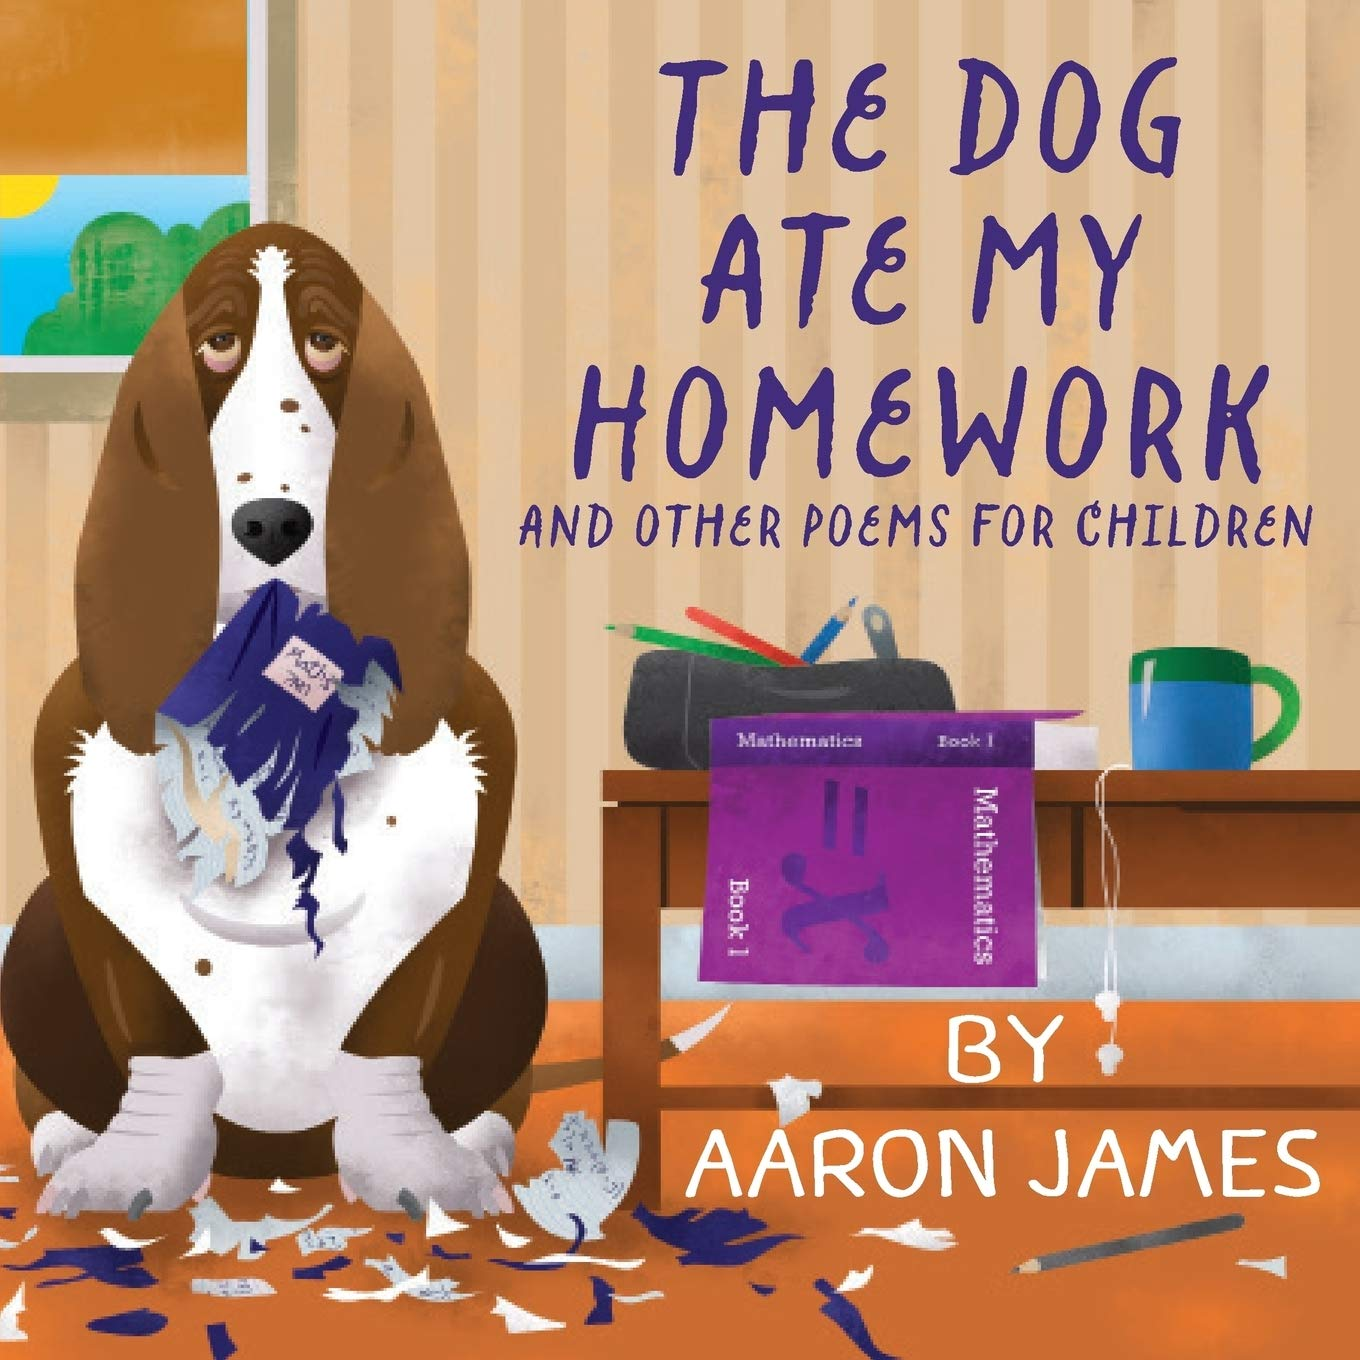 THE DOG
ATE MY
HOMEWORK
AND OTHER POEMS FOR CHILDREN
Maths
Mathematics Book 1
Mathematics
Book 1
BY
AARON JAMES